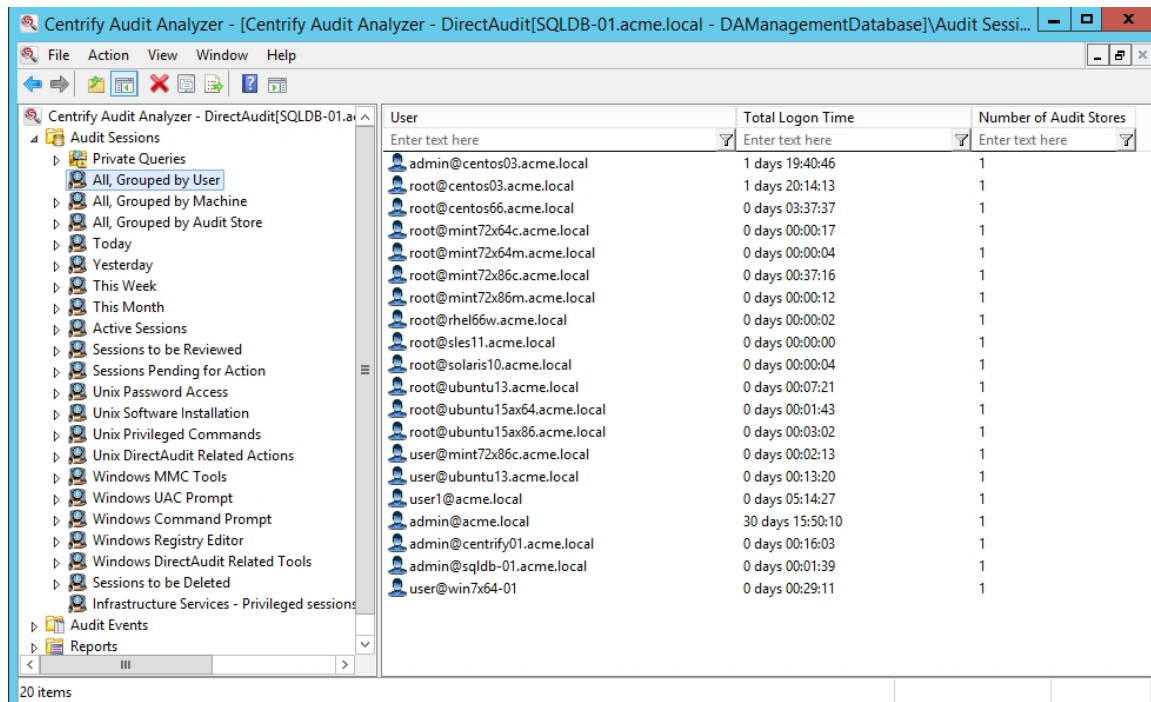 Centrify Audit Analyzer - [Centrify Audit Analyzer - DirectAudit[SQLDB-01.acme.local - DAManagementDatabase]\Audit Sessi...
File Action View Window Help
Centrify Audit Analyzer - DirectAudit[SQLDB-01.a
Audit Sessions
Private Queries
All, Grouped by User
All, Grouped by Machine
All, Grouped by Audit Store
Today
Yesterday
This Week
This Month
Active Sessions
Sessions to be Reviewed
Sessions Pending for Action
Unix Password Access
Unix Software Installation
Unix Privileged Commands
Unix DirectAudit Related Actions
Windows MMC Tools
Windows UAC Prompt
Windows Command Prompt
Windows Registry Editor
Windows DirectAudit Related Tools
Sessions to be Deleted
Infrastructure Services - Privileged sessions
Audit Events
Reports
User Total Logon Time Number of Audit Stores
Enter text here Enter text here Enter text here
admin@centos03.acme.local 1 days 19:40:46 1
root@centos03.acme.local 1 days 20:14:13 1
root@centos66.acme.local 0 days 03:37:37 1
root@mint72x64c.acme.local 0 days 00:00:17 1
root@mint72x64m.acme.local 0 days 00:00:04 1
root@mint72x86c.acme.local 0 days 00:37:16 1
root@mint72x86m.acme.local 0 days 00:00:12 1
root@rhel66w.acme.local 0 days 00:00:02 1
root@sles11.acme.local 0 days 00:00:00 1
root@solaris10.acme.local 0 days 00:00:04 1
root@ubuntu13.acme.local 0 days 00:07:21 1
root@ubuntu15ax64.acme.local 0 days 00:01:43 1
root@ubuntu15ax86.acme.local 0 days 00:03:02 1
user@mint72x86c.acme.local 0 days 00:02:13 1
user@ubuntu13.acme.local 0 days 00:13:20 1
user1@acme.local 0 days 05:14:27 1
admin@acme.local 30 days 15:50:10 1
admin@centrify01.acme.local 0 days 00:16:03 1
admin@sqldb-01.acme.local 0 days 00:01:39 1
user@win7x64-01 0 days 00:29:11 1
20 items